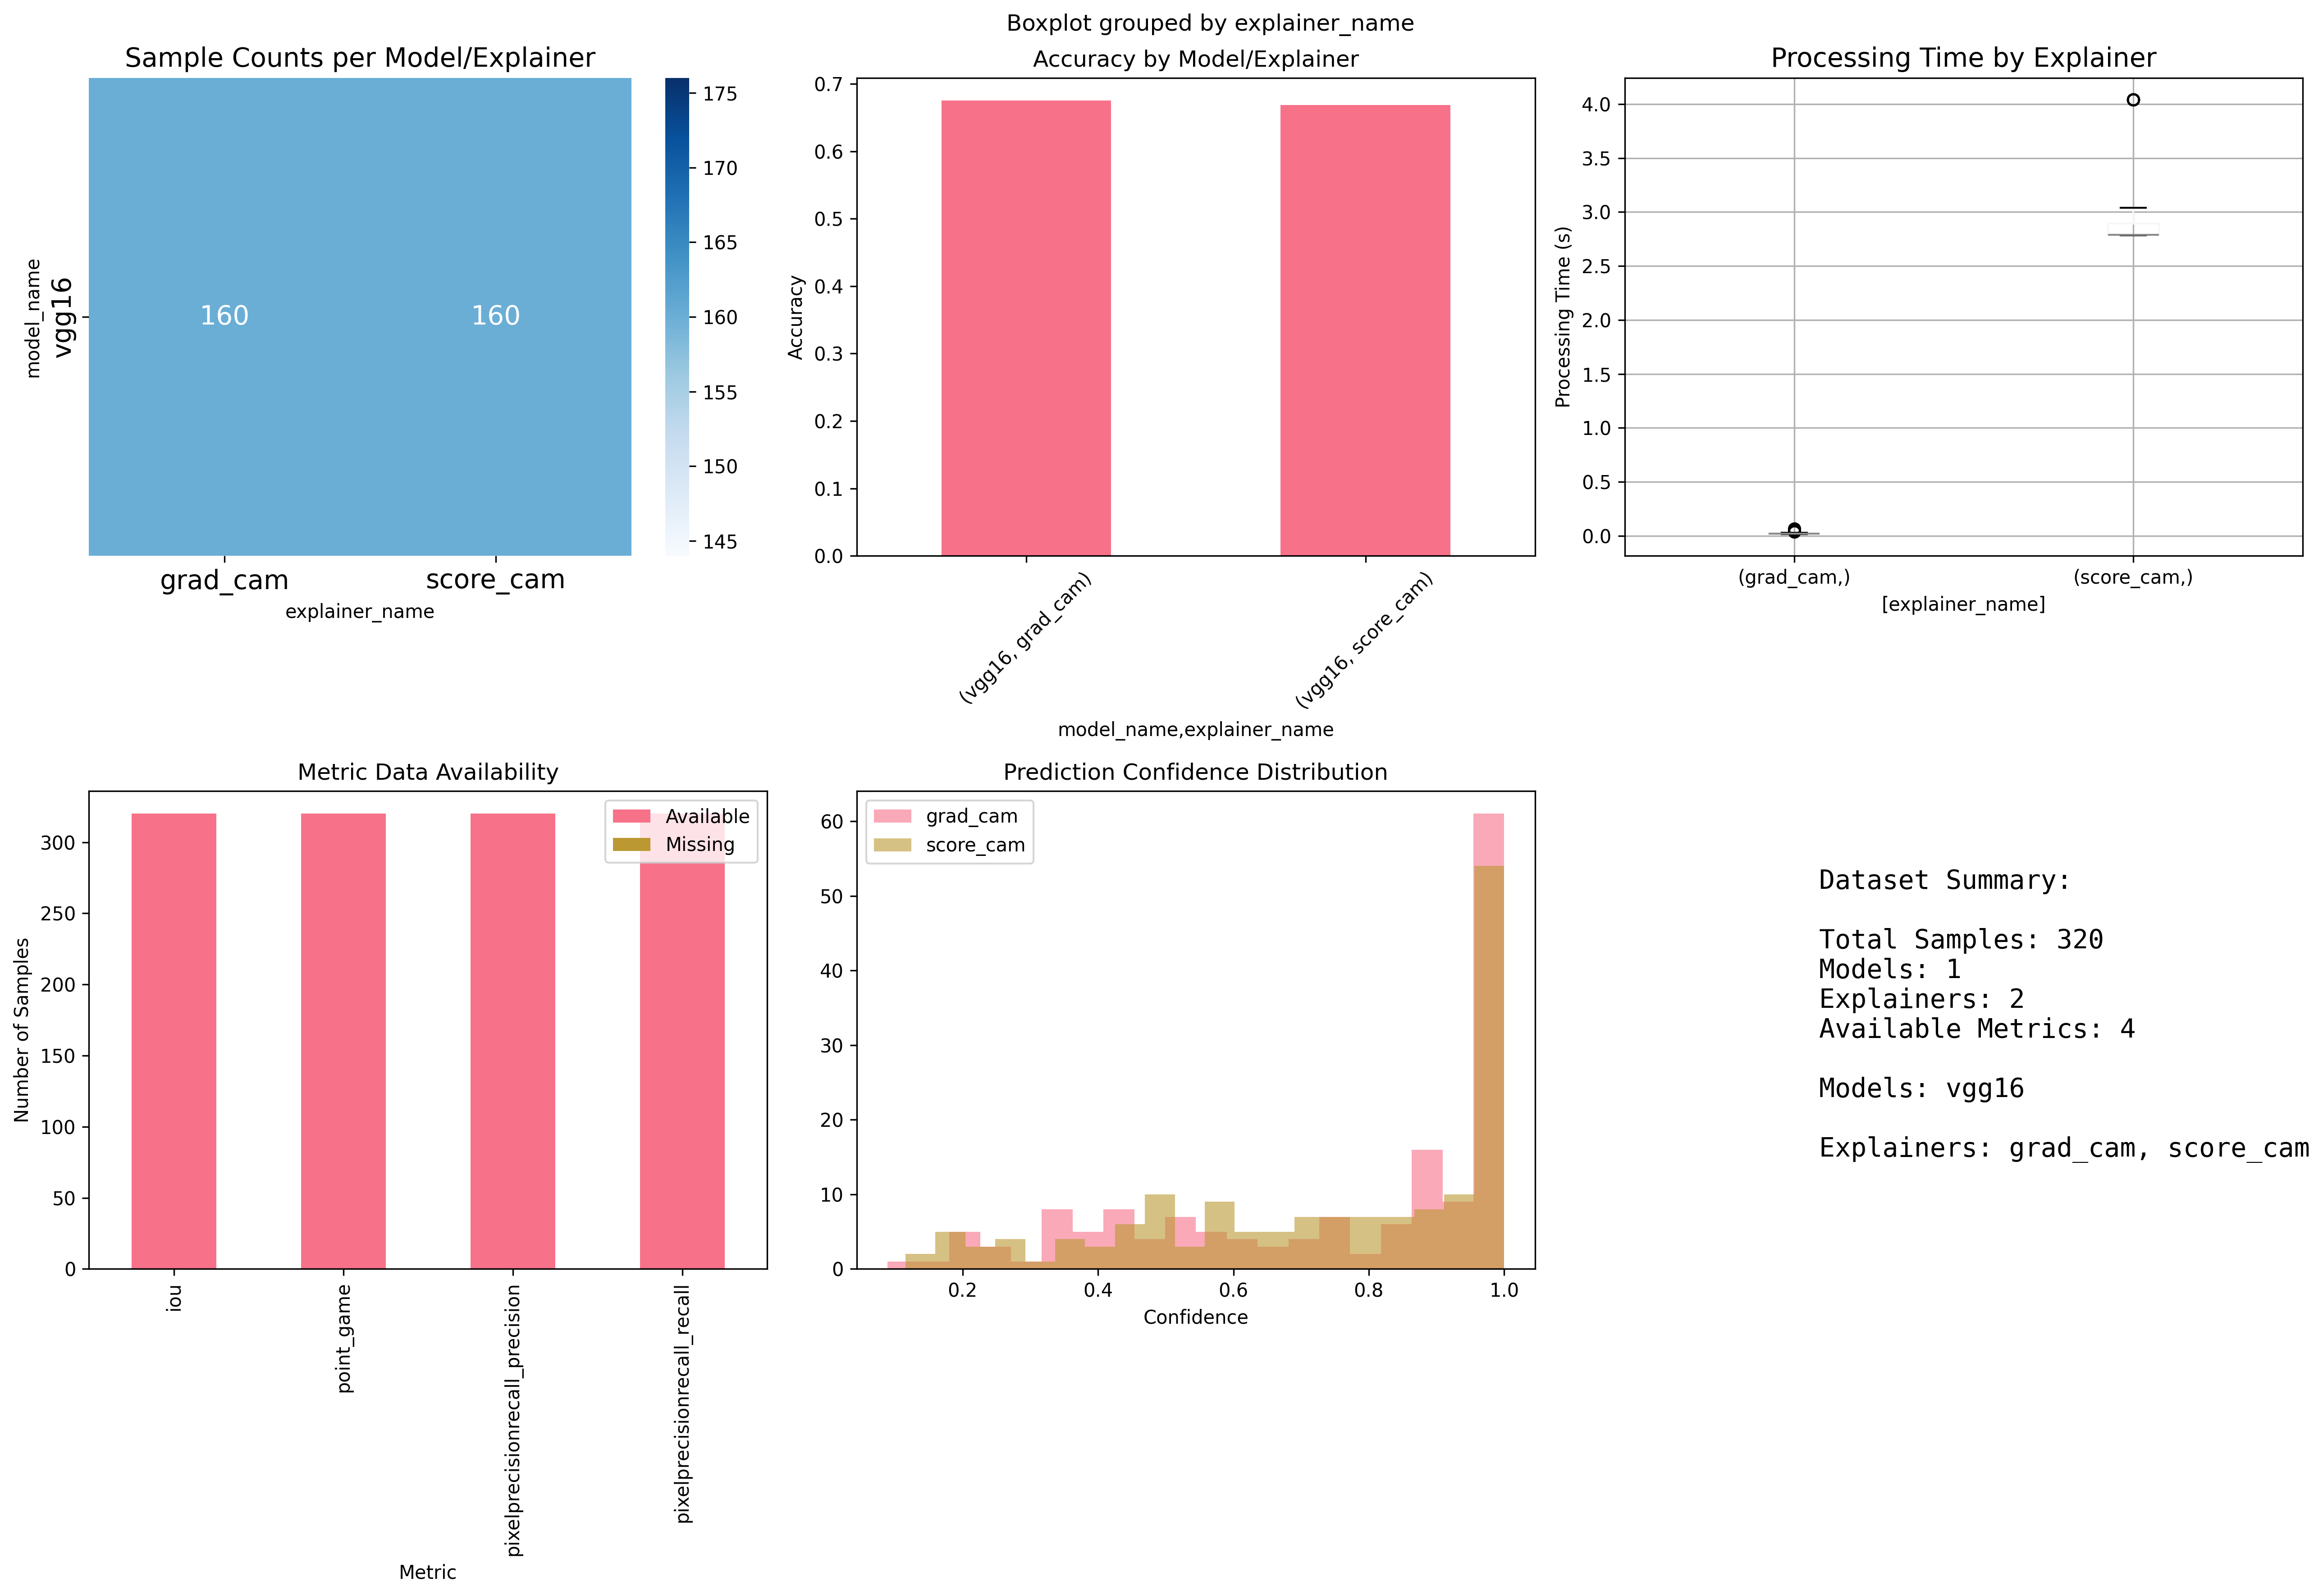 Boxplot grouped by explainer_name
Sample Counts per Model/Explainer
model_name
vgg16
160
160
grad_cam
score_cam
explainer_name
175
170
165
160
155
150
145
Accuracy by Model/Explainer
Accuracy
0.7
0.6
0.5
0.4
0.3
0.2
0.1
0.0
(vgg16, grad_cam)
(vgg16, score_cam)
model_name,explainer_name
Processing Time by Explainer
Processing Time (s)
4.0
3.5
3.0
2.5
2.0
1.5
1.0
0.5
0.0
(grad_cam,)
(score_cam,)
[explainer_name]
Metric Data Availability
Number of Samples
300
250
200
150
100
50
0
Available
Missing
iou
point_game
pixelprecisionrecall_precision
pixelprecisionrecall_recall
Metric
Prediction Confidence Distribution
grad_cam
score_cam
60
50
40
30
20
10
0
0.2
0.4
0.6
0.8
1.0
Confidence
Dataset Summary:
Total Samples: 320
Models: 1
Explainers: 2
Available Metrics: 4
Models: vgg16
Explainers: grad_cam, score_cam